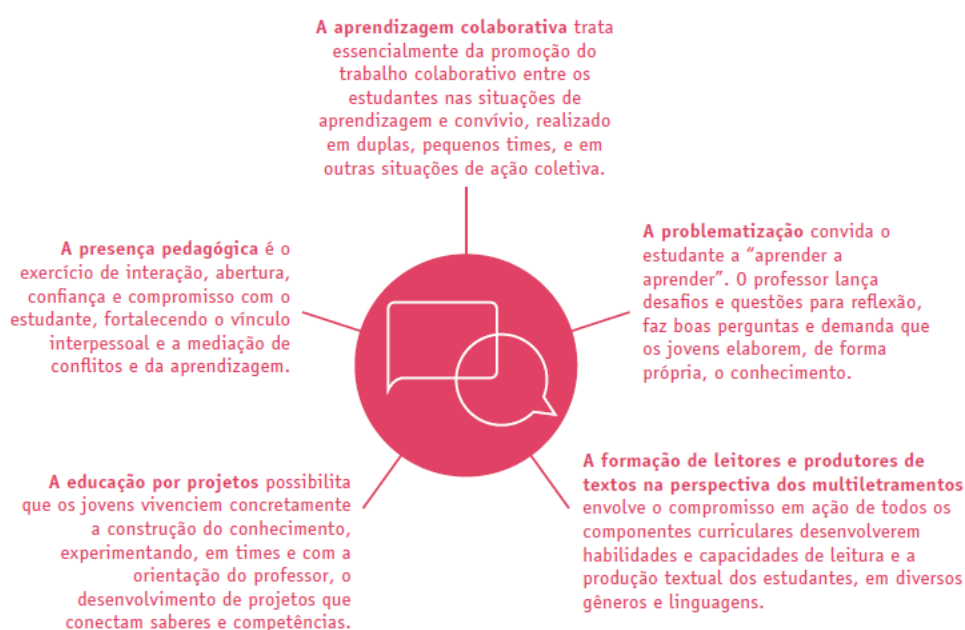 A aprendizagem colaborativa trata
essencialmente da promoção do
trabalho colaborativo entre os
estudantes nas situações de
aprendizagem e convívio, realizado
em duplas, pequenos times, e em
outras situações de ação coletiva.
A presença pedagógica é o
exercício de interação, abertura,
confiança e compromisso com o
estudante, fortalecendo o vínculo
interpessoal e a mediação de
conflitos e da aprendizagem.
A problematização convida o
estudante a “aprender a
aprender”. O professor lança
desafios e questões para reflexão,
faz boas perguntas e demanda que
os jovens elaborem, de forma
própria, o conhecimento.
A educação por projetos possibilita
que os jovens vivenciem concretamente
a construção do conhecimento,
experimentando, em times e com a
orientação do professor, o
desenvolvimento de projetos que
conectam saberes e competências.
A formação de leitores e produtores de
textos na perspectiva dos multiletramentos
envolve o compromisso em ação de todos os
componentes curriculares desenvolverem
habilidades e capacidades de leitura e a
produção textual dos estudantes, em diversos
gêneros e linguagens.